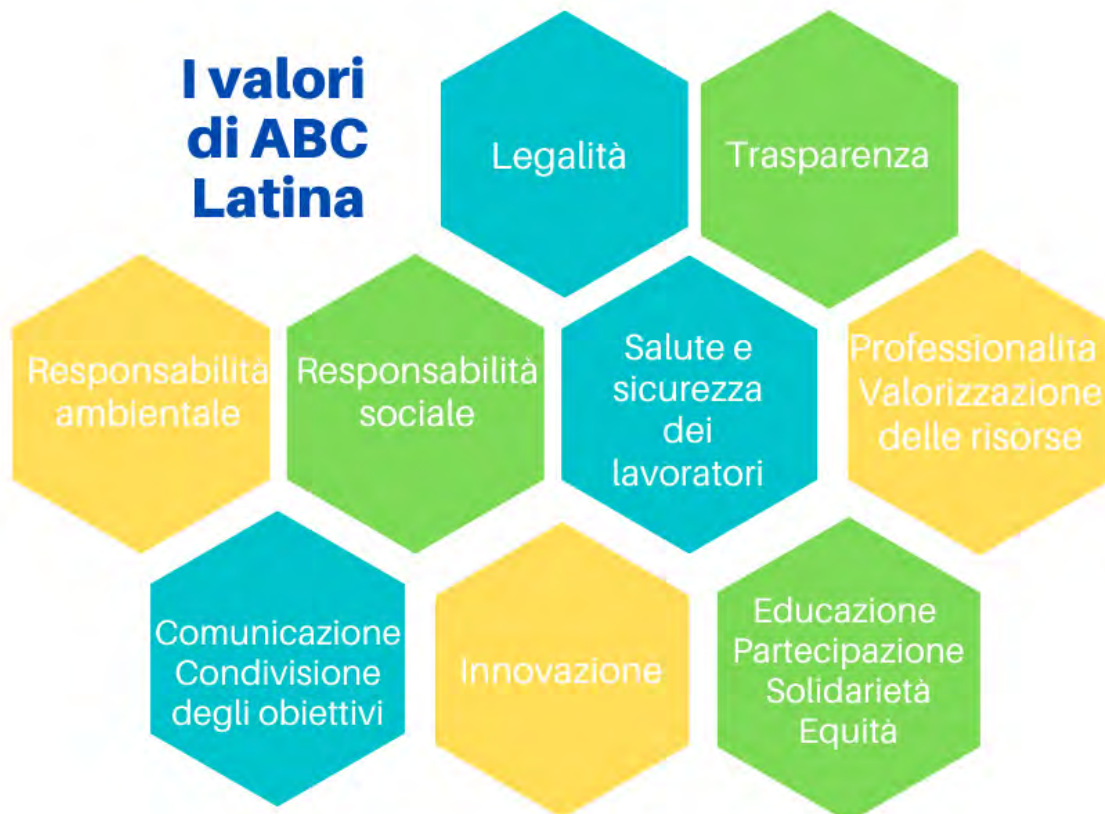 I valori
di ABC
Latina
Legalità
Trasparenza
Responsabilità
ambientale
Responsabilità
sociale
Salute e
sicurezza
dei
lavoratori
Professionalita
Valorizzazione
delle risorse
Comunicazione
Condivisione
degli obiettivi
Innovazione
Educazione
Partecipazione
Solidarietà
Equità